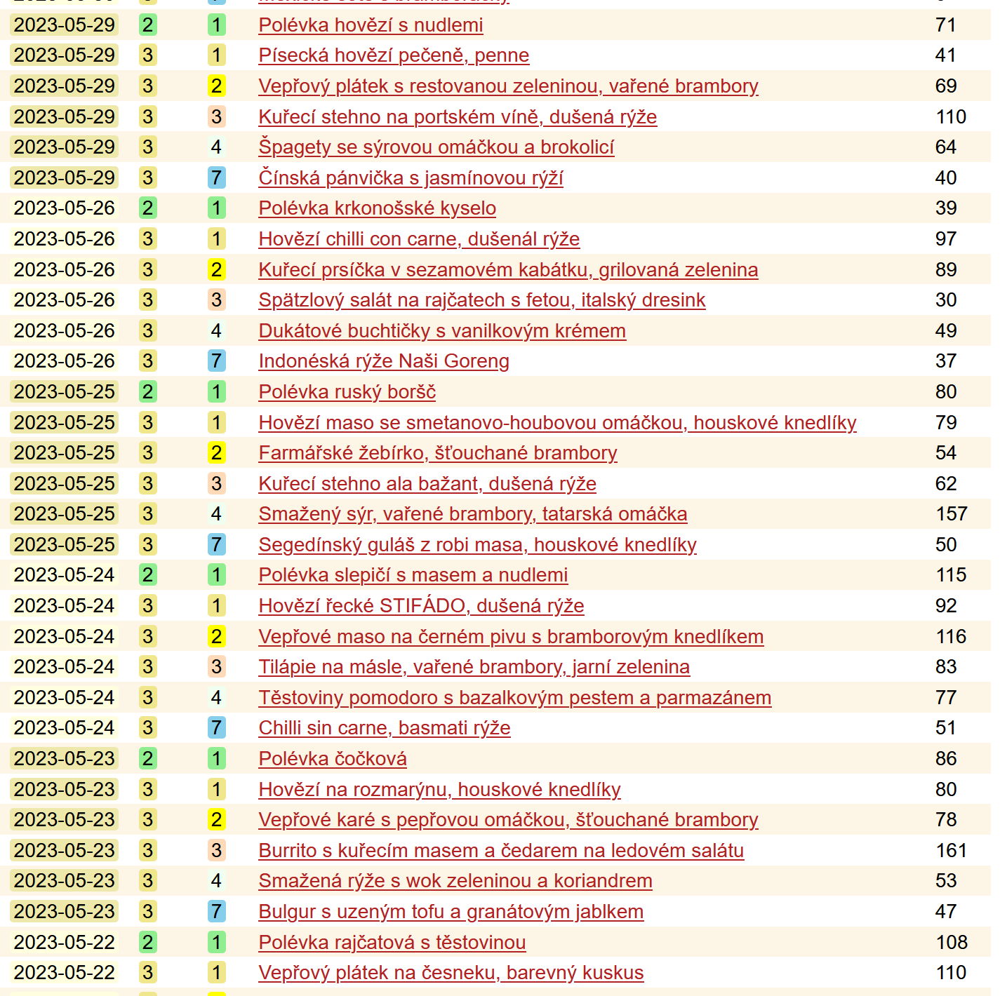 2023-05-29 2 1 Polévka hovězí s nudlemi 71
2023-05-29 3 1 Písecká hovězí pečeně, penne 41
2023-05-29 3 2 Vepřový plátek s restovanou zeleninou, vařené brambory 69
2023-05-29 3 3 Kuřecí stehno na portském víně, dušená rýže 110
2023-05-29 3 4 Špagety se sýrovou omáčkou a brokolicí 64
2023-05-29 3 7 Čínská pánvička s jasmínovou rýží 40
2023-05-26 2 1 Polévka krkonošské kyselo 39
2023-05-26 3 1 Hovězí chilli con carne, dušenál rýže 97
2023-05-26 3 2 Kuřecí prsíčka v sezamovém kabátku, grilovaná zelenina 89
2023-05-26 3 3 Spätzlový salát na rajčatech s fetou, italský dresink 30
2023-05-26 3 4 Dukátové buchtičky s vanilkovým krémem 49
2023-05-26 3 7 Indonéská rýže Naši Goreng 37
2023-05-25 2 1 Polévka ruský boršč 80
2023-05-25 3 1 Hovězí maso se smetanovo-houbovou omáčkou, houskové knedlíky 79
2023-05-25 3 2 Farmářské žebírko, šťouchané brambory 54
2023-05-25 3 3 Kuřecí stehno ala bažant, dušená rýže 62
2023-05-25 3 4 Smažený sýr, vařené brambory, tatarská omáčka 157
2023-05-25 3 7 Segedínský guláš z robi masa, houskové knedlíky 50
2023-05-24 2 1 Polévka slepičí s masem a nudlemi 115
2023-05-24 3 1 Hovězí řecké STIFÁDO, dušená rýže 92
2023-05-24 3 2 Vepřové maso na černém pivu s bramborovým knedlíkem 116
2023-05-24 3 3 Tilápie na másle, vařené brambory, jarní zelenina 83
2023-05-24 3 4 Těstoviny pomodoro s bazalkovým pestem a parmazánem 77
2023-05-24 3 7 Chilli sin carne, basmati rýže 51
2023-05-23 2 1 Polévka čočková 86
2023-05-23 3 1 Hovězí na rozmarýnu, houskové knedlíky 80
2023-05-23 3 2 Vepřové karé s pepřovou omáčkou, šťouchané brambory 78
2023-05-23 3 3 Burrito s kuřecím masem a čedarem na ledovém salátu 161
2023-05-23 3 4 Smažená rýže s wok zeleninou a koriandrem 53
2023-05-23 3 7 Bulgur s uzeným tofu a granátovým jablkem 47
2023-05-22 2 1 Polévka rajčatová s těstovinou 108
2023-05-22 3 1 Vepřový plátek na česneku, barevný kuskus 110